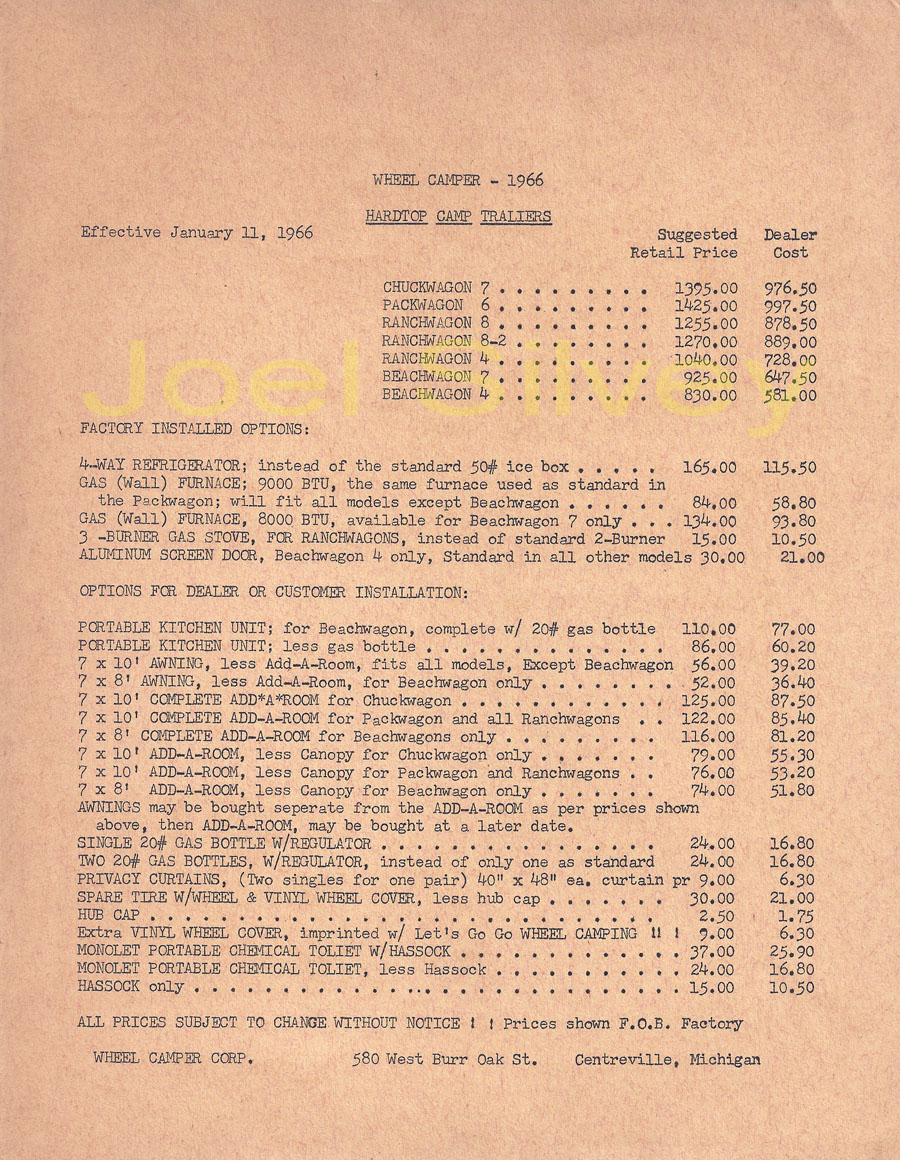 WHEEL CAMPER - 1966
HARDTOP CAMP TRALIERS
Effective January 11, 1966
Suggested Dealer
Retail Price Cost
CHUCKWAGON 7 . . . . . . . . . 1395.00 976.50
PACKWAGON 6 . . . . . . . . . 1425.00 997.50
RANCHWAGON 8 . . . . . . . . . 1255.00 878.50
RANCHWAGON 8-2 . . . . . . . . 1270.00 889.00
RANCHWAGON 4 . . . . . . . . . 1040.00 728.00
BEACHWAGON 7 . . . . . . . . . 925.00 647.50
BEACHWAGON 4 . . . . . . . . . 830.00 581.00
Joel Silvey
FACTORY INSTALLED OPTIONS:
4-WAY REFRIGERATOR; instead of the standard 50# ice box . . . . . 165.00 115.50
GAS (Wall) FURNACE; 9000 BTU, the same furnace used as standard in
the Packwagon; will fit all models except Beachwagon . . . . . . 84.00 58.80
GAS (Wall) FURNACE, 8000 BTU, available for Beachwagon 7 only . . . 134.00 93.80
3 -BURNER GAS STOVE, FOR RANCHWAGONS, instead of standard 2-Burner 15.00 10.50
ALUMINUM SCREEN DOOR, Beachwagon 4 only, Standard in all other models 30.00 21.00
OPTIONS FOR DEALER OR CUSTOMER INSTALLATION:
PORTABLE KITCHEN UNIT; for Beachwagon, complete w/ 20# gas bottle 110.00 77.00
PORTABLE KITCHEN UNIT; less gas bottle . . . . . . . . . . . . . . 86.00 60.20
7 x 10' AWNING, less Add-A-Room, fits all models, Except Beachwagon 56.00 39.20
7 x 8' AWNING, less Add-A-Room, for Beachwagon only . . . . . . . . 52.00 36.40
7 x 10' COMPLETE ADD*A*ROOM for Chuckwagon . . . . . . . . . . . . 125.00 87.50
7 x 10' COMPLETE ADD-A-ROOM for Packwagon and all Ranchwagons . . 122.00 85.40
7 x 8' COMPLETE ADD-A-ROOM for Beachwagons only . . . . . . . . . 116.00 81.20
7 x 10' ADD-A-ROOM, less Canopy for Chuckwagon only . . . . . . . 79.00 55.30
7 x 10' ADD-A-ROOM, less Canopy for Packwagon and Ranchwagons . . 76.00 53.20
7 x 8' ADD-A-ROOM, less Canopy for Beachwagon only . . . . . . . 74.00 51.80
AWNINGS may be bought seperate from the ADD-A-ROOM as per prices shown
above, then ADD-A-ROOM, may be bought at a later date.
SINGLE 20# GAS BOTTLE W/REGULATOR . . . . . . . . . . . . . . . . 24.00 16.80
TWO 20# GAS BOTTLES, W/REGULATOR, instead of only one as standard 24.00 16.80
PRIVACY CURTAINS, (Two singles for one pair) 40" x 48" ea. curtain pr 9.00 6.30
SPARE TIRE W/WHEEL & VINYL WHEEL COVER, less hub cap . . . . . . . 30.00 21.00
HUB CAP . . . . . . . . . . . . . . . . . . . . . . . . . . . . . 2.50 1.75
Extra VINYL WHEEL COVER, imprinted w/ Let's Go Go WHEEL CAMPING !! ! 9.00 6.30
MONOLET PORTABLE CHEMICAL TOLIET W/HASSOCK . . . . . . . . . . . . 37.00 25.90
MONOLET PORTABLE CHEMICAL TOLIET, less Hassock . . . . . . . . . . 24.00 16.80
HASSOCK only . . . . . . . . . . . . . . . . . . . . . . . . . . . 15.00 10.50
ALL PRICES SUBJECT TO CHANGE WITHOUT NOTICE ! ! Prices shown F.O.B. Factory
WHEEL CAMPER CORP. 580 West Burr Oak St. Centreville, Michigan